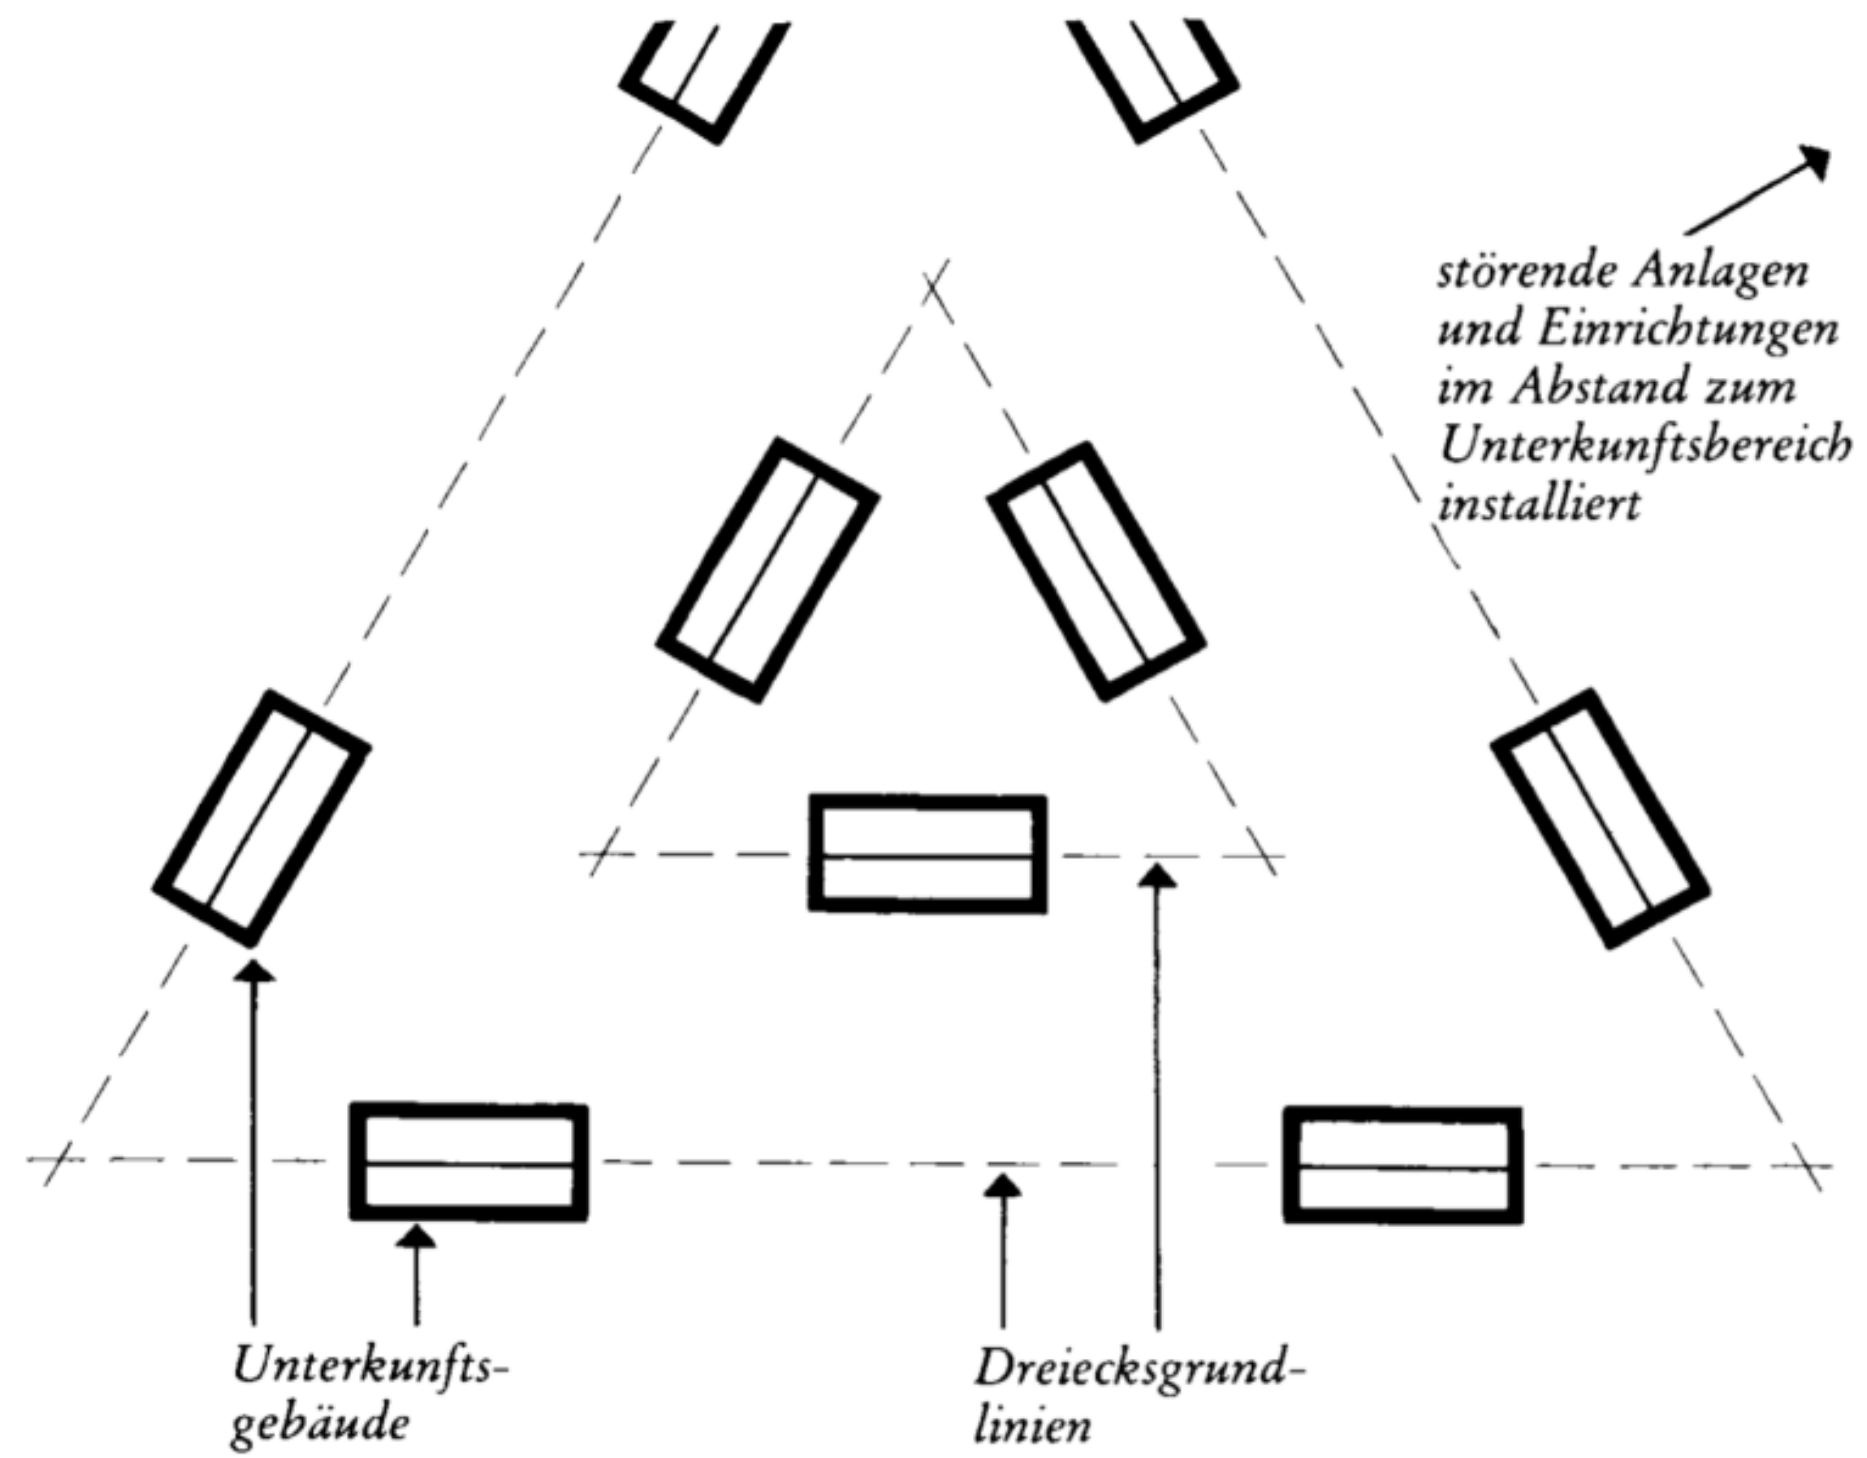 störende Anlagen
und Einrichtungen
im Abstand zum
Unterkunftsbereich
installiert
Unterkunfts-
gebäude
Dreiecksgrund-
linien